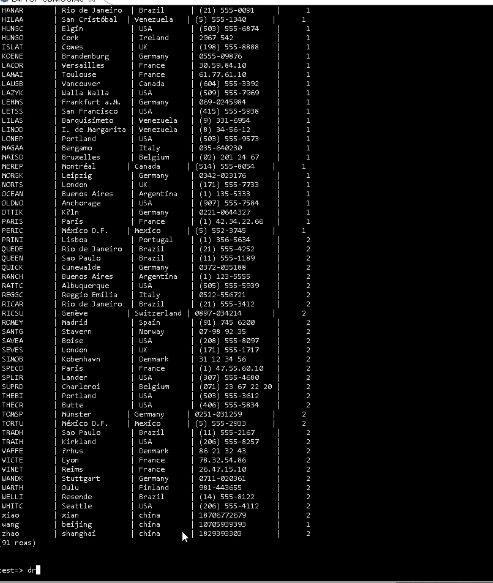 HANAR | Rio de Janeiro | Brazil | (21) 555-0091 | 1
HILAA | San Cristóbal | Venezuela | (5) 555-1340 | 1
HUNGC | Elgin | USA | (503) 555-6874 | 1
HUNGO | Cork | Ireland | 2967 542 | 1
ISLAT | Cowes | UK | (198) 555-8888 | 1
KOENE | Brandenburg | Germany | 0555-09876 | 1
LACOR | Versailles | France | 30.59.84.10 | 1
LAMAI | Toulouse | France | 61.77.61.10 | 1
LAUGB | Vancouver | Canada | (604) 555-3392 | 1
LAZYK | Walla Walla | USA | (509) 555-7969 | 1
LEHMS | Frankfurt a.M. | Germany | 069-0245984 | 1
LETSS | San Francisco | USA | (415) 555-5938 | 1
LILAS | Barquisimeto | Venezuela | (9) 331-6954 | 1
LINOD | I. de Margarita | Venezuela | (8) 34-56-12 | 1
LONEP | Portland | USA | (503) 555-9573 | 1
MAGAA | Bergamo | Italy | 035-640230 | 1
MAISD | Bruxelles | Belgium | (02) 201 24 67 | 1
MEREP | Montréal | Canada | (514) 555-8054 | 1
MORGK | Leipzig | Germany | 0342-023176 | 1
NORTS | London | UK | (171) 555-7733 | 1
OCEAN | Buenos Aires | Argentina | (1) 135-5333 | 1
OLDWO | Anchorage | USA | (907) 555-7584 | 1
OTTIK | | Germany | 0221-0644327 | 1
PARIS | Paris | France | (1) 42.34.22.66 | 1
PERIC | México D.F. | Mexico | (5) 552-3745 | 1
PRINI | Lisboa | Portugal | (1) 356-5634 | 2
QUEDE | Rio de Janeiro | Brazil | (21) 555-4252 | 2
QUEEN | Sao Paulo | Brazil | (11) 555-1189 | 2
QUICK | Cunewalde | Germany | 0372-035188 | 2
RANCH | Buenos Aires | Argentina | (1) 123-5555 | 2
RATTC | Albuquerque | USA | (505) 555-5939 | 2
REGGC | Reggio Emilia | Italy | 0522-556721 | 2
RICAR | Rio de Janeiro | Brazil | (21) 555-3412 | 2
RICSU | Genève | Switzerland | 0897-034214 | 2
ROMEY | Madrid | Spain | (91) 745 6200 | 2
SANTG | Stavern | Norway | 07-98 92 35 | 2
SAVEA | Boise | USA | (208) 555-8097 | 2
SEVES | London | UK | (171) 555-1717 | 2
SIMOB | Kobenhavn | Denmark | 31 12 34 56 | 2
SPECD | Paris | France | (1) 47.55.60.10 | 2
SPLIR | Lander | USA | (307) 555-4680 | 2
SUPRD | Charleroi | Belgium | (071) 23 67 22 20 | 2
THEBI | Portland | USA | (503) 555-3612 | 2
THECR | Butte | USA | (406) 555-5834 | 2
TOMSP | Münster | Germany | 0251-031259 | 2
TORTU | México D.F. | Mexico | (5) 555-2933 | 2
TRADH | Sao Paulo | Brazil | (11) 555-2167 | 2
TRAIH | Kirkland | USA | (206) 555-8257 | 2
VAFFE | | Denmark | 86 21 32 43 | 2
VICTE | Lyon | France | 78.32.54.86 | 2
VINET | Reims | France | 26.47.15.10 | 2
WANDK | Stuttgart | Germany | 0711-020361 | 2
WARTH | Oulu | Finland | 981-443655 | 2
WELLI | Resende | Brazil | (14) 555-8122 | 2
WHITC | Seattle | USA | (206) 555-4112 | 2
xiao | xian | china | 18706772679 | 2
wang | beijing | china | 18705939393 | 1
zhao | shanghai | china | 1829393303 | 2
(91 rows)
test=> dr